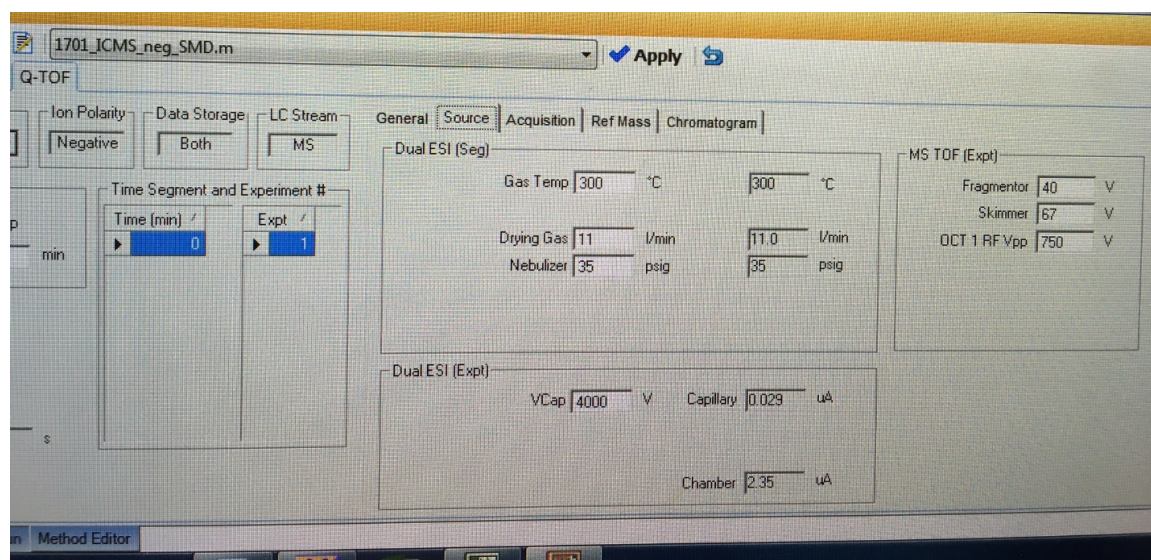 1701_ICMS_neg_SMD.m Apply
Q-TOF
Ion Polarity Data Storage LC Stream
Negative Both MS
General Source Acquisition Ref Mass Chromatogram
Dual ESI (Seg)
Gas Temp 300 °C 300 °C
Drying Gas 11 l/min 11.0 l/min
Nebulizer 35 psig 35 psig
MS TOF (Expt)
Fragmentor 40 V
Skimmer 67 V
OCT 1 RF Vpp 750 V
Time Segment and Experiment #
Time (min) / Expt /
0 1
min
s
Dual ESI (Expt)
VCap 4000 V Capillary 0.029 uA
Chamber 2.35 uA
Method Editor